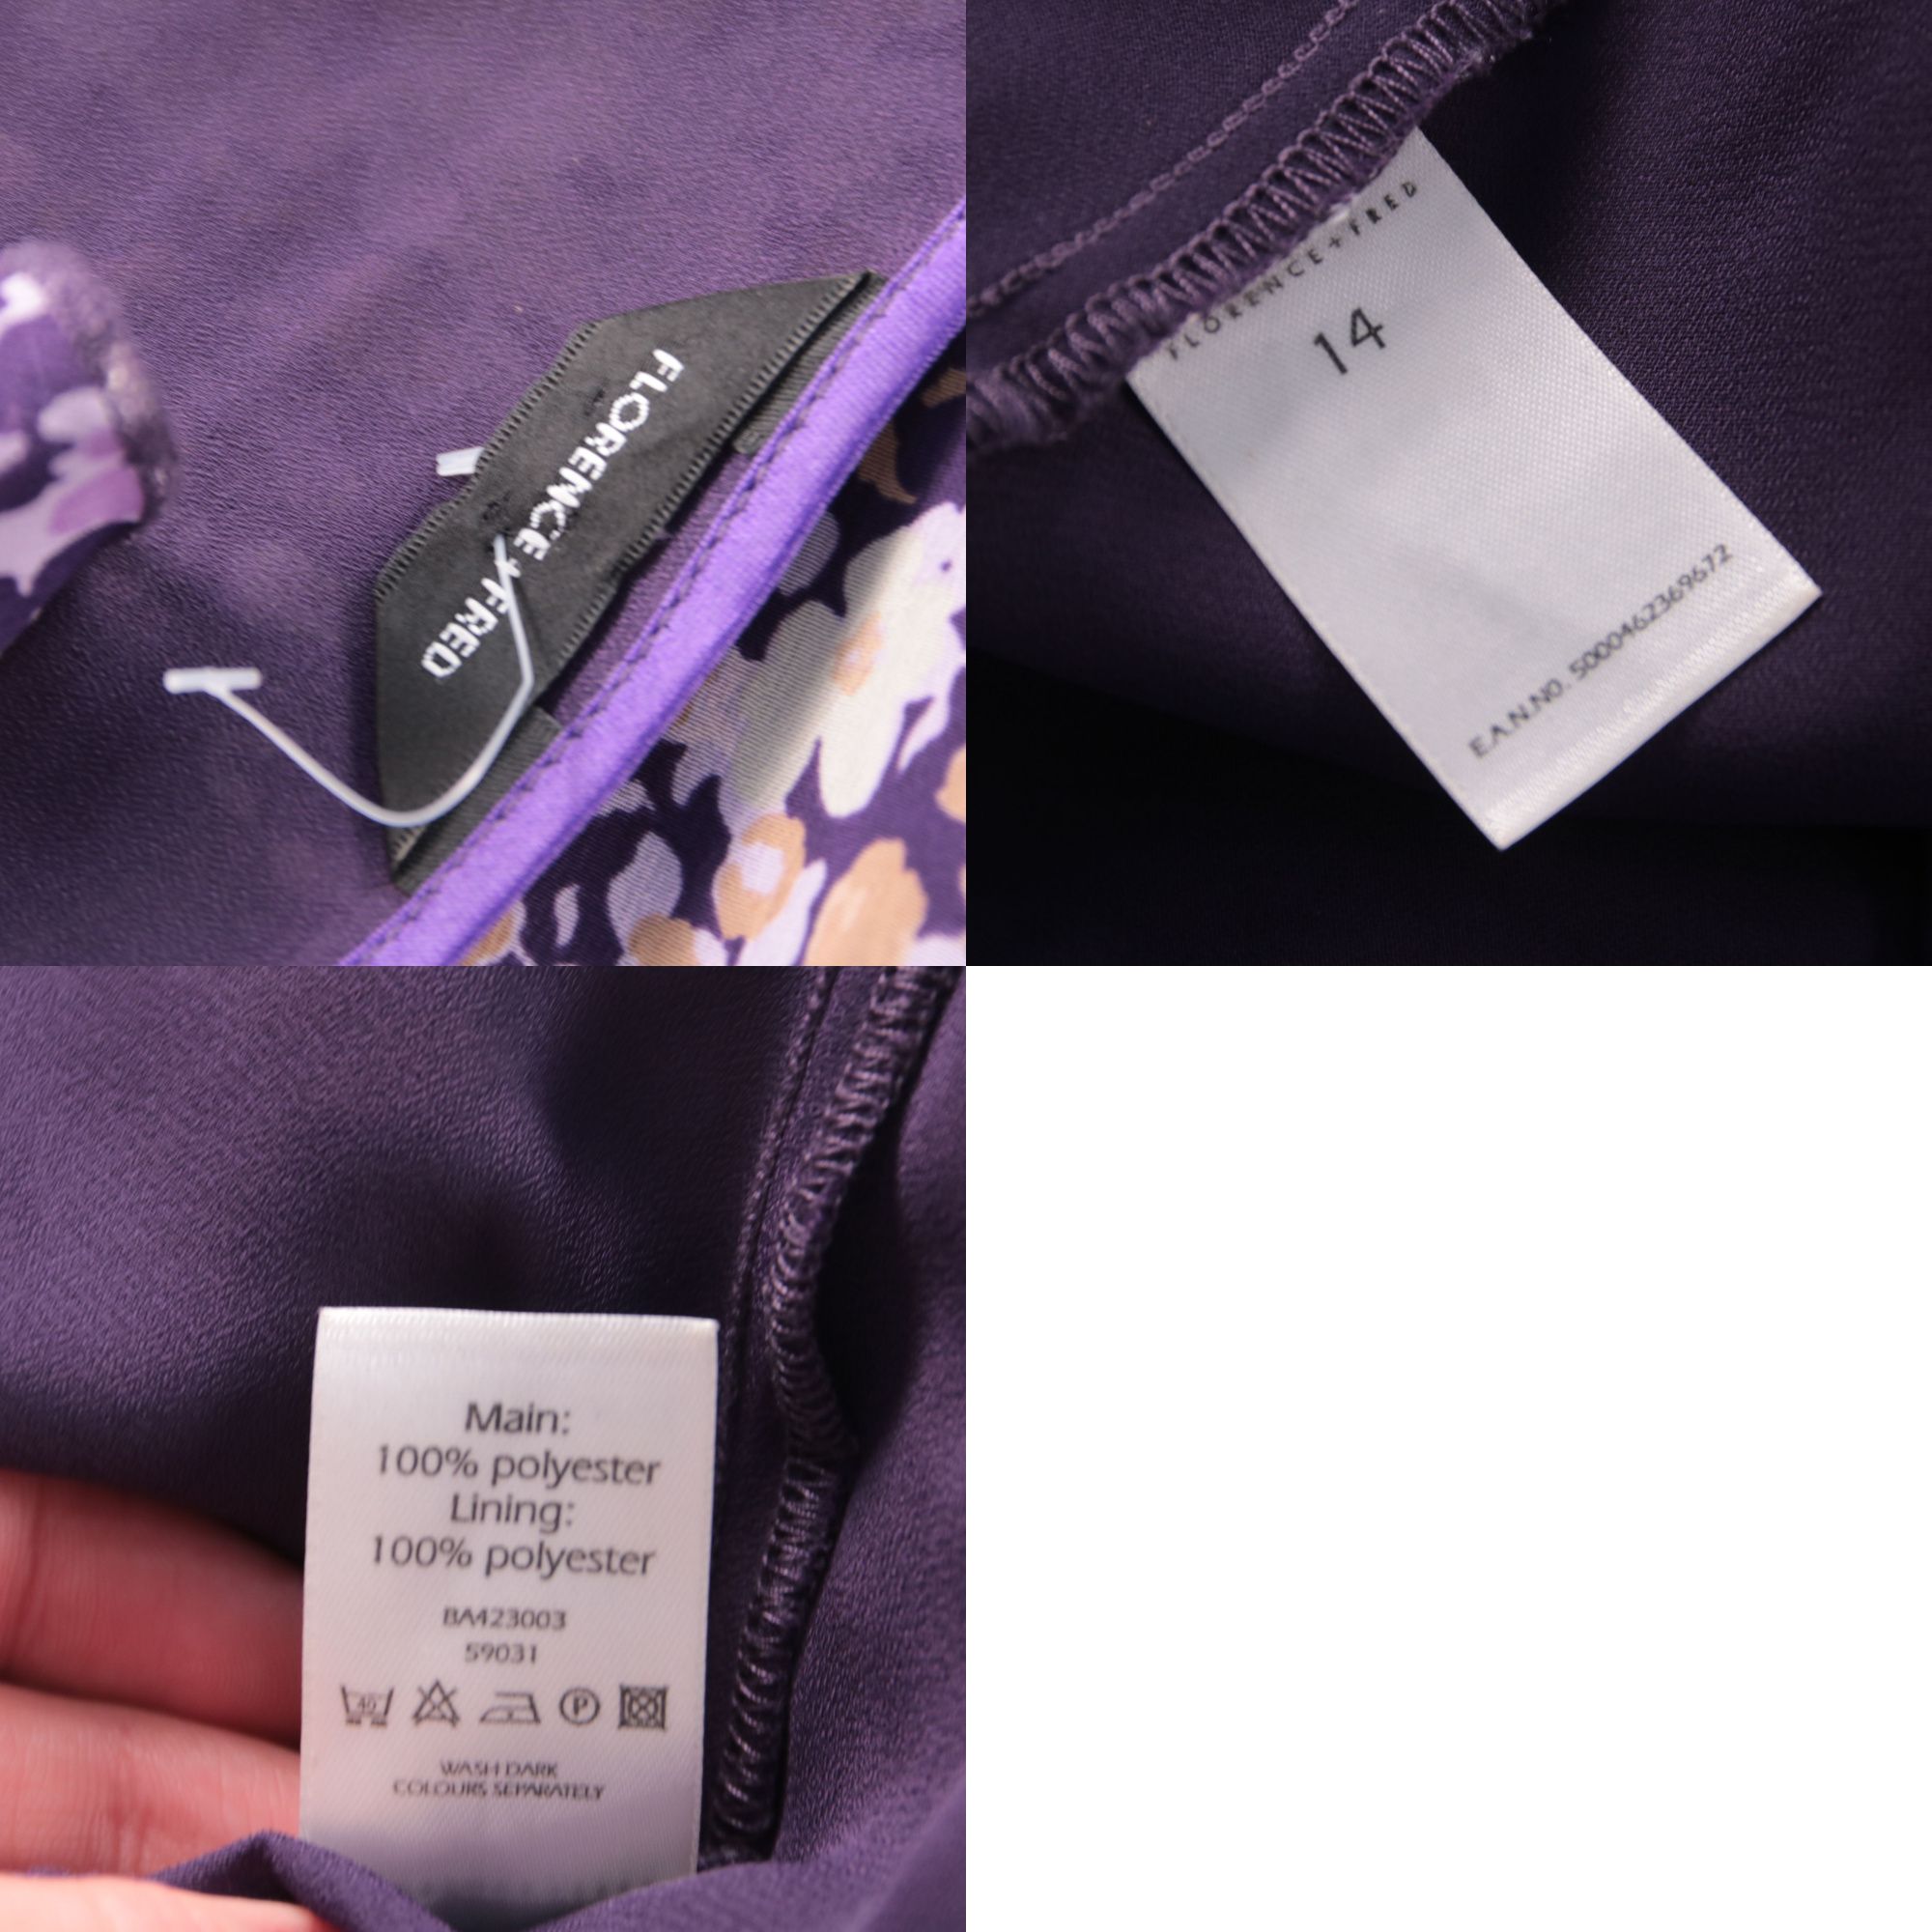 FLORENCE+FRED
FLORENCE+FRED
14
E.A.N.NO. 5000462369672
Main:
100% polyester
Lining:
100% polyester
BA423003
59031
40
P
WASH DARK
COLOURS SEPARATELY